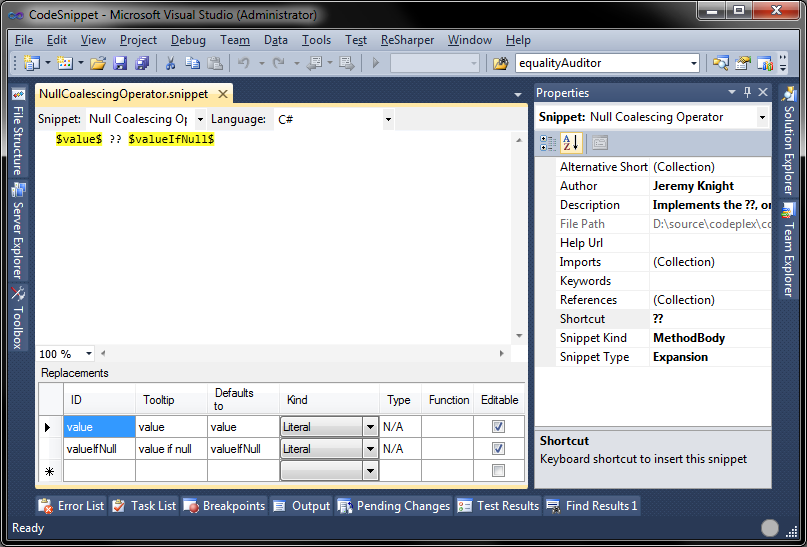 CodeSnippet - Microsoft Visual Studio (Administrator)
File Edit View Project Debug Team Data Tools Test ReSharper Window Help
equalityAuditor
NullCoalescingOperator.snippet
Snippet: Null Coalescing Op Language: C#
$value$ ?? $valueIfNull$
100 %
Replacements
ID Tooltip Defaults to Kind Type Function Editable
value value value Literal N/A
valueIfNull value if null valueIfNull Literal N/A
File Structure
Server Explorer
Toolbox
Properties
Snippet: Null Coalescing Operator
Alternative Short (Collection)
Author Jeremy Knight
Description Implements the ??, or
File Path D:\source\codeplex\co
Help Url
Imports (Collection)
Keywords
References (Collection)
Shortcut ??
Snippet Kind MethodBody
Snippet Type Expansion
Shortcut
Keyboard shortcut to insert this snippet
Solution Explorer
Team Explorer
Error List Task List Breakpoints Output Pending Changes Test Results Find Results 1
Ready